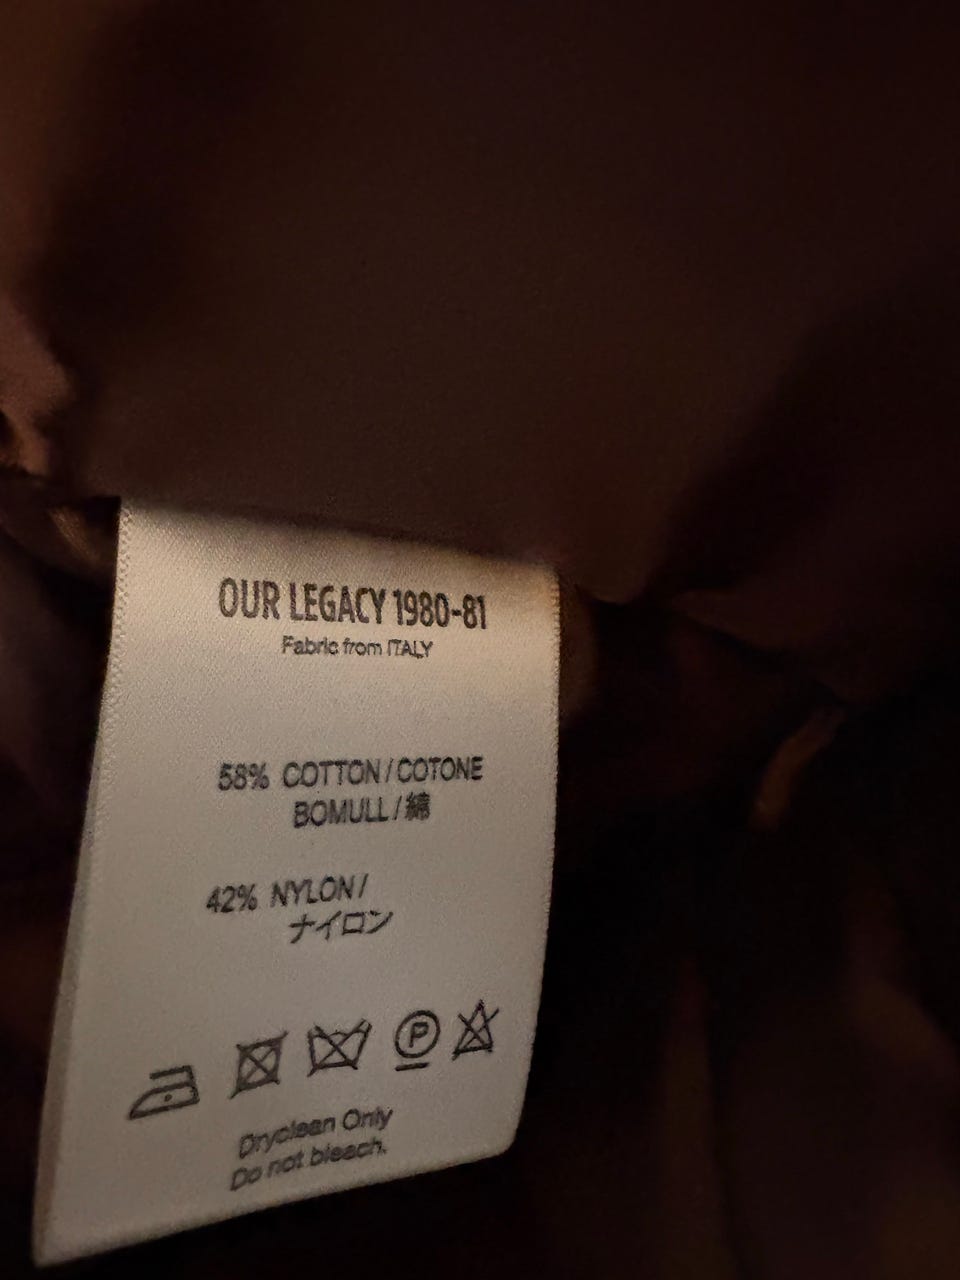 OUR LEGACY 1980-81
Fabric from ITALY
58% COTTON / COTONE
BOMULL / 綿
42% NYLON /
ナイロン
P
Dryclean Only
Do not bleach.